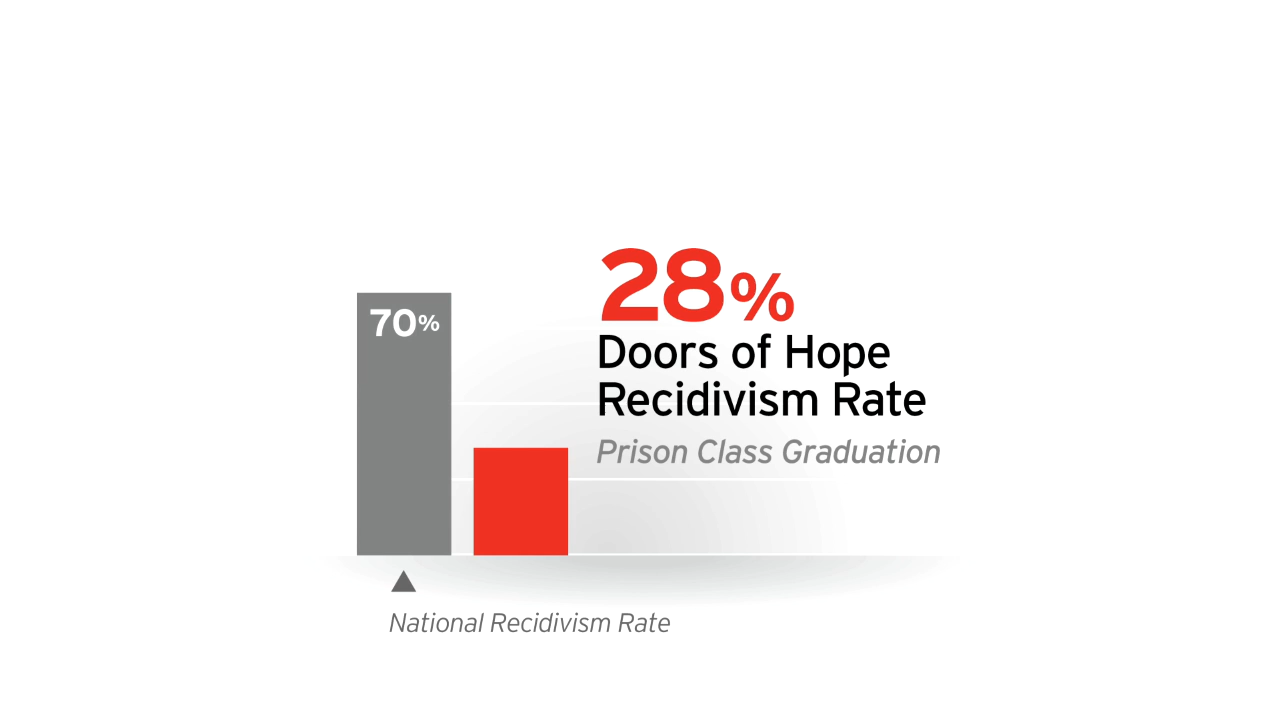 70%
28%
Doors of Hope
Recidivism Rate
Prison Class Graduation
National Recidivism Rate